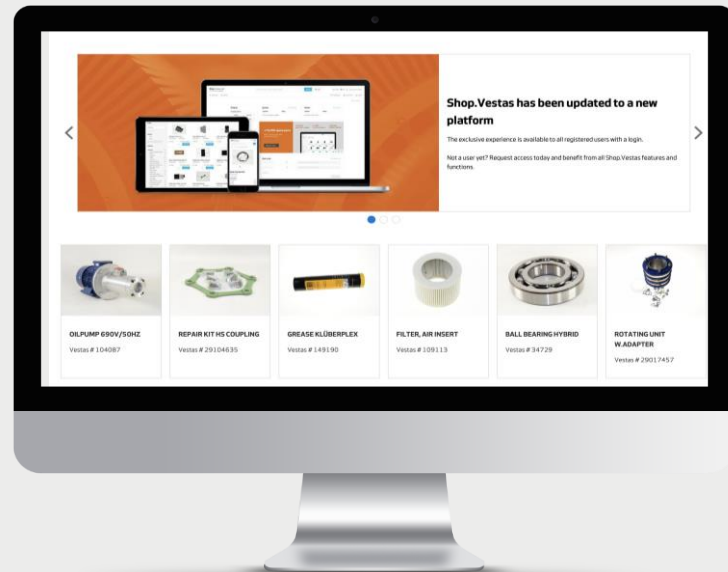 Shop.Vestas has been updated to a new
platform
The exclusive experience is available to all registered users with a login.
Not a user yet? Request access today and benefit from all Shop.Vestas features and
functions.
OILPUMP 690V/50HZ
Vestas # 104087
REPAIR KIT HS COUPLING
Vestas # 29104635
GREASE KLÜBERPLEX
Vestas # 149190
FILTER, AIR INSERT
Vestas # 109113
BALL BEARING HYBRID
Vestas # 34729
ROTATING UNIT
W.ADAPTER
Vestas # 29017457